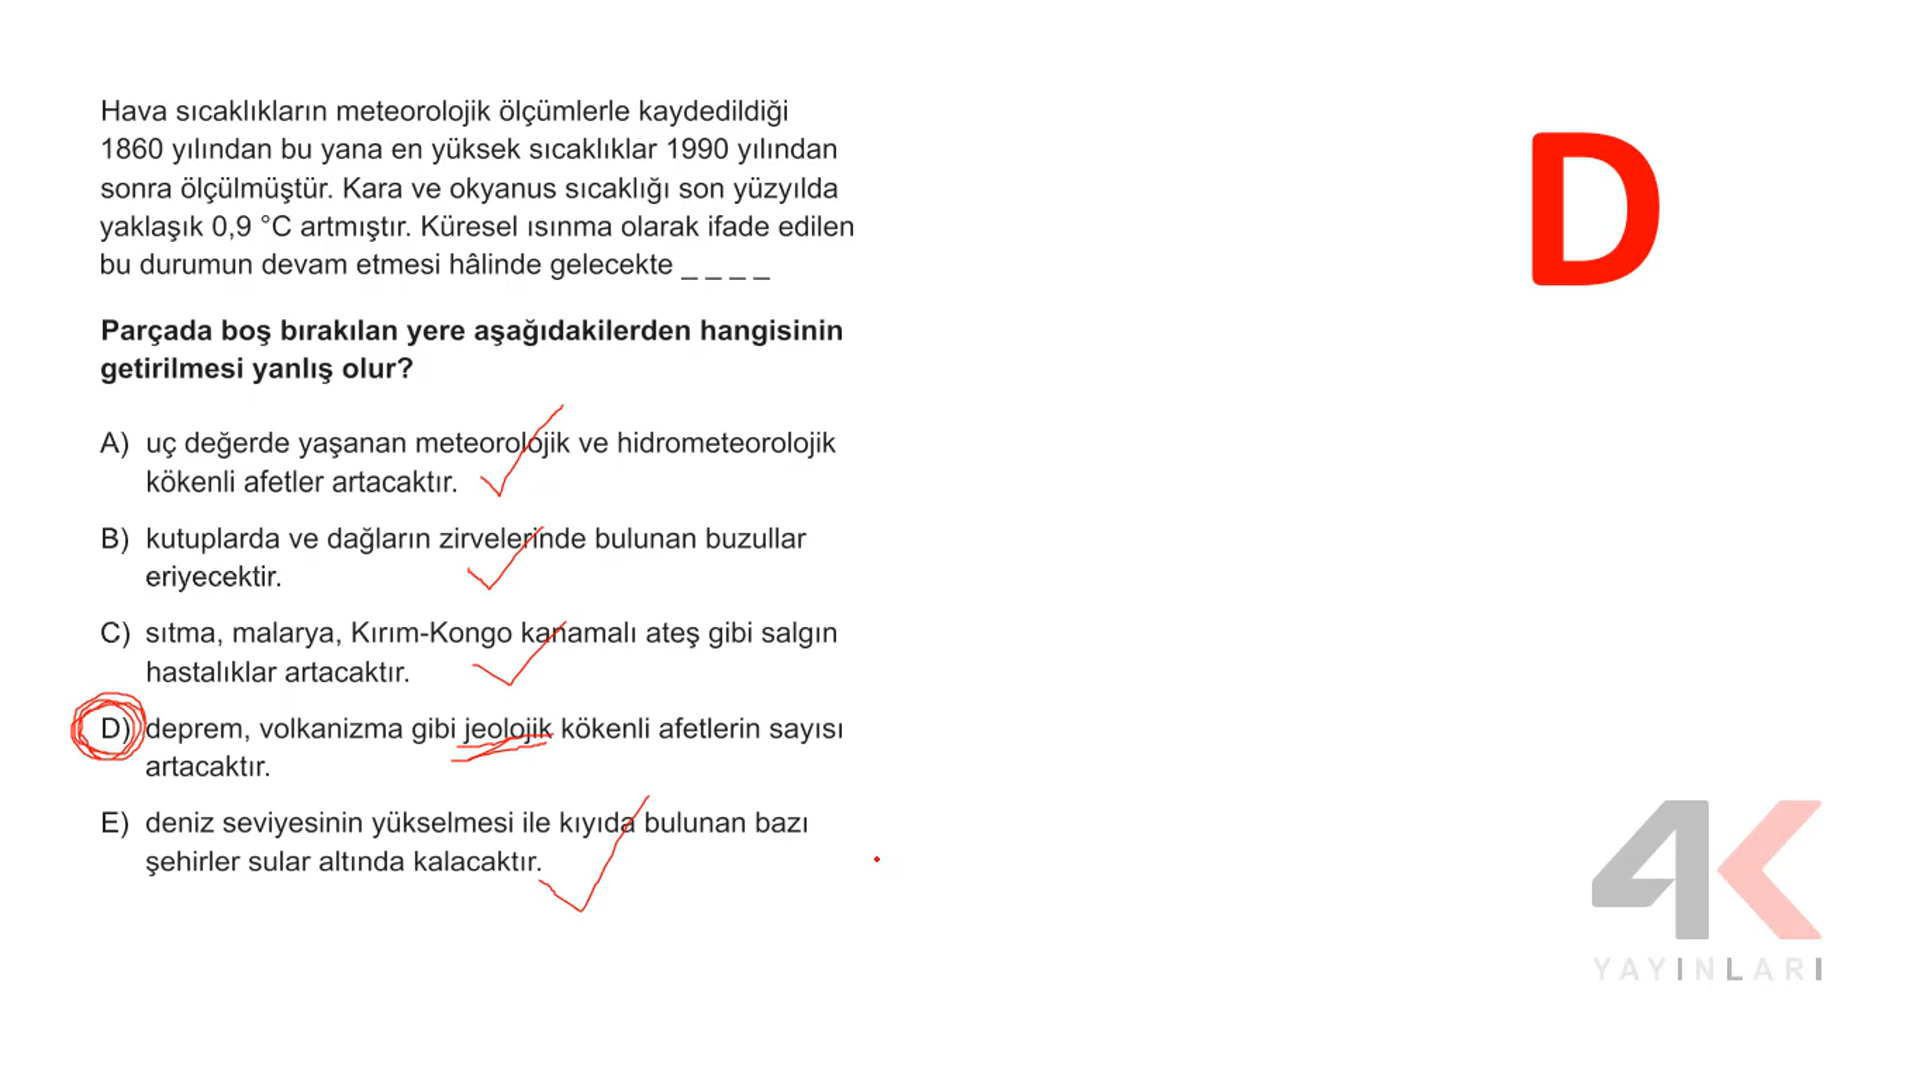 Hava sıcaklıkların meteorolojik ölçümlerle kaydedildiği
1860 yılından bu yana en yüksek sıcaklıklar 1990 yılından
sonra ölçülmüştür. Kara ve okyanus sıcaklığı son yüzyılda
yaklaşık 0,9 °C artmıştır. Küresel ısınma olarak ifade edilen
bu durumun devam etmesi hâlinde gelecekte _ _ _ _
Parçada boş bırakılan yere aşağıdakilerden hangisinin
getirilmesi yanlış olur?
A) uç değerde yaşanan meteorolojik ve hidrometeorolojik
kökenli afetler artacaktır.
B) kutuplarda ve dağların zirvelerinde bulunan buzullar
eriyecektir.
C) sıtma, malarya, Kırım-Kongo kanamalı ateş gibi salgın
hastalıklar artacaktır.
D) deprem, volkanizma gibi jeolojik kökenli afetlerin sayısı
artacaktır.
E) deniz seviyesinin yükselmesi ile kıyıda bulunan bazı
şehirler sular altında kalacaktır.
D
4K
YAYINLARI